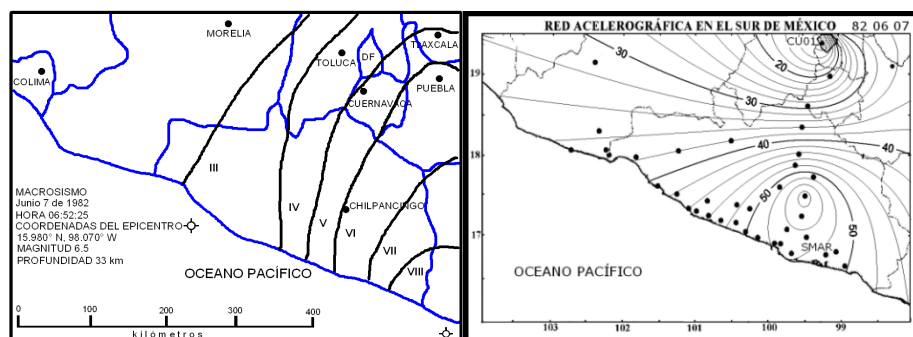 MORELIA
TLAXCALA
TOLUCA
DF
COLIMA
PUEBLA
CUERNAVACA
III
MACROSISMO
Junio 7 de 1982
HORA 06:52:25
COORDENADAS DEL EPICENTRO
15.980° N, 98.070° W
MAGNITUD 6.5
PROFUNDIDAD 33 km
IV
CHILPANCINGO
V
VI
VII
VIII
OCEANO PACÍFICO
0 100 200 300 400
kilómetros
RED ACELEROGRÁFICA EN EL SUR DE MÉXICO 82 06 07
CU01
30
20
19
30
40
18
40
50
50
50
17
SMAR
OCEANO PACÍFICO
103 102 101 100 99 98